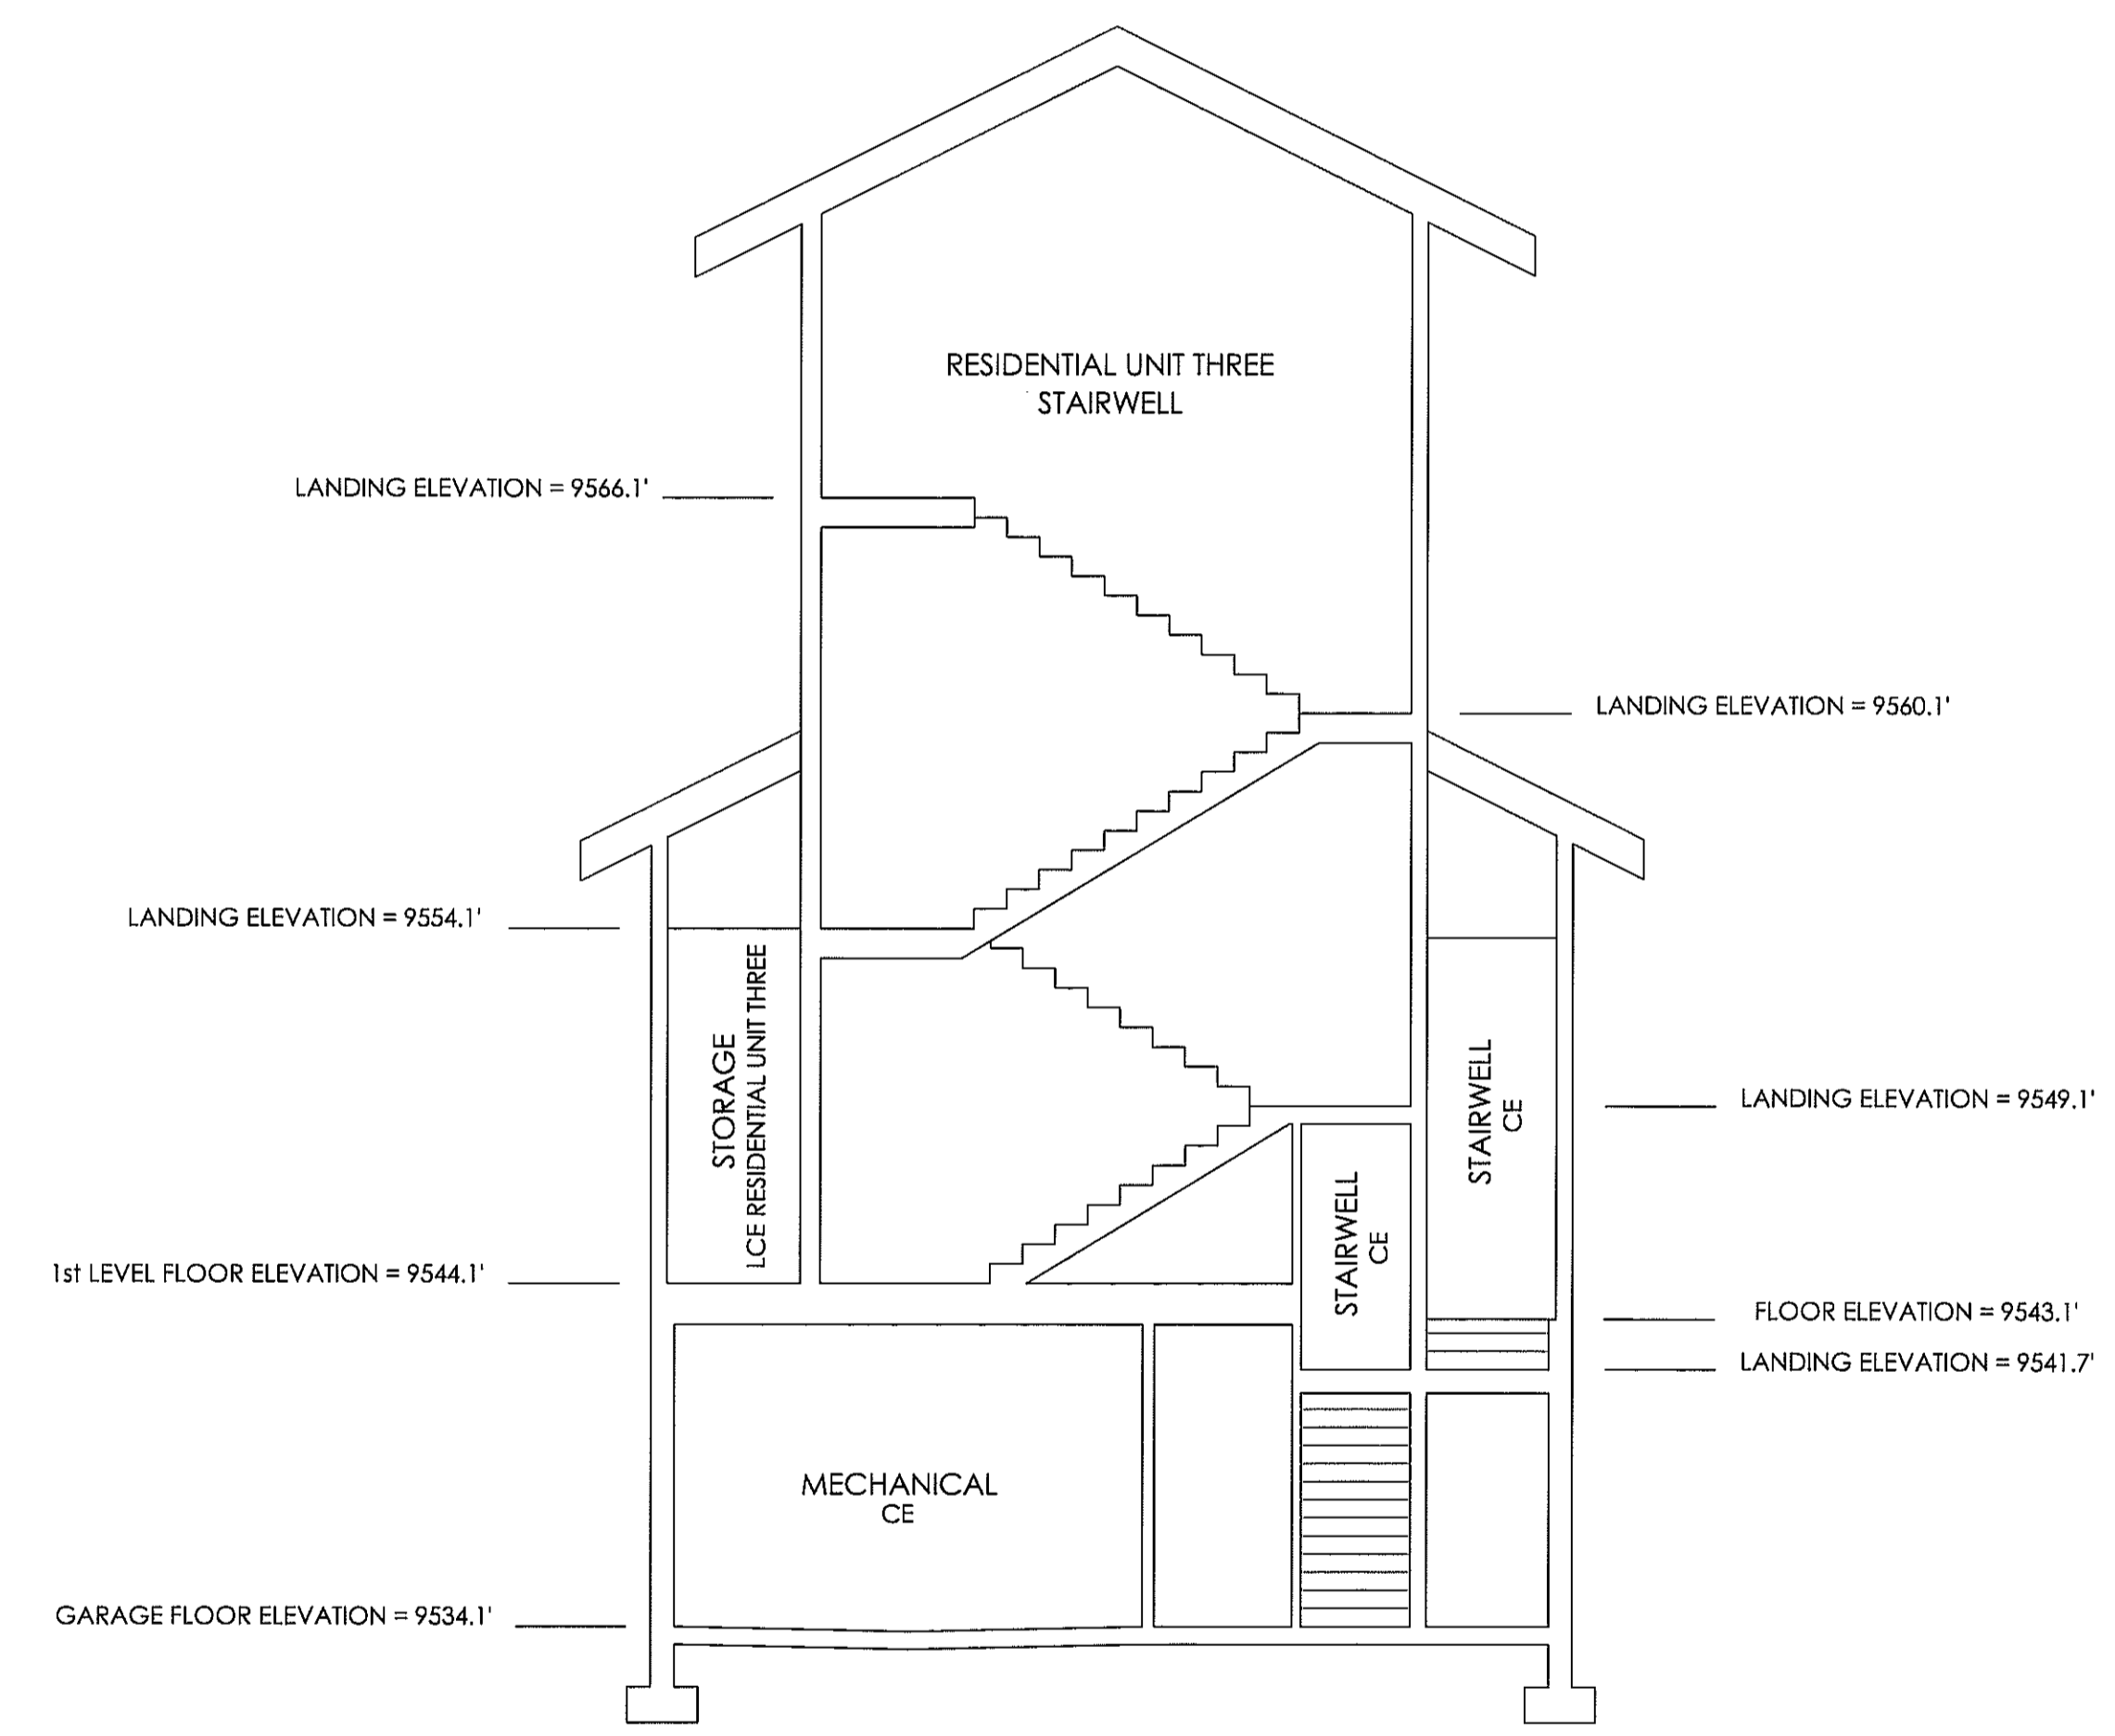 RESIDENTIAL UNIT THREE
STAIRWELL
LANDING ELEVATION = 9566.1'
LANDING ELEVATION = 9560.1'
LANDING ELEVATION = 9554.1'
STORAGE
LCE RESIDENTIAL UNIT THREE
STAIRWELL
CE
LANDING ELEVATION = 9549.1'
STAIRWELL
CE
1st LEVEL FLOOR ELEVATION = 9544.1'
FLOOR ELEVATION = 9543.1'
LANDING ELEVATION = 9541.7'
MECHANICAL
CE
GARAGE FLOOR ELEVATION = 9534.1'